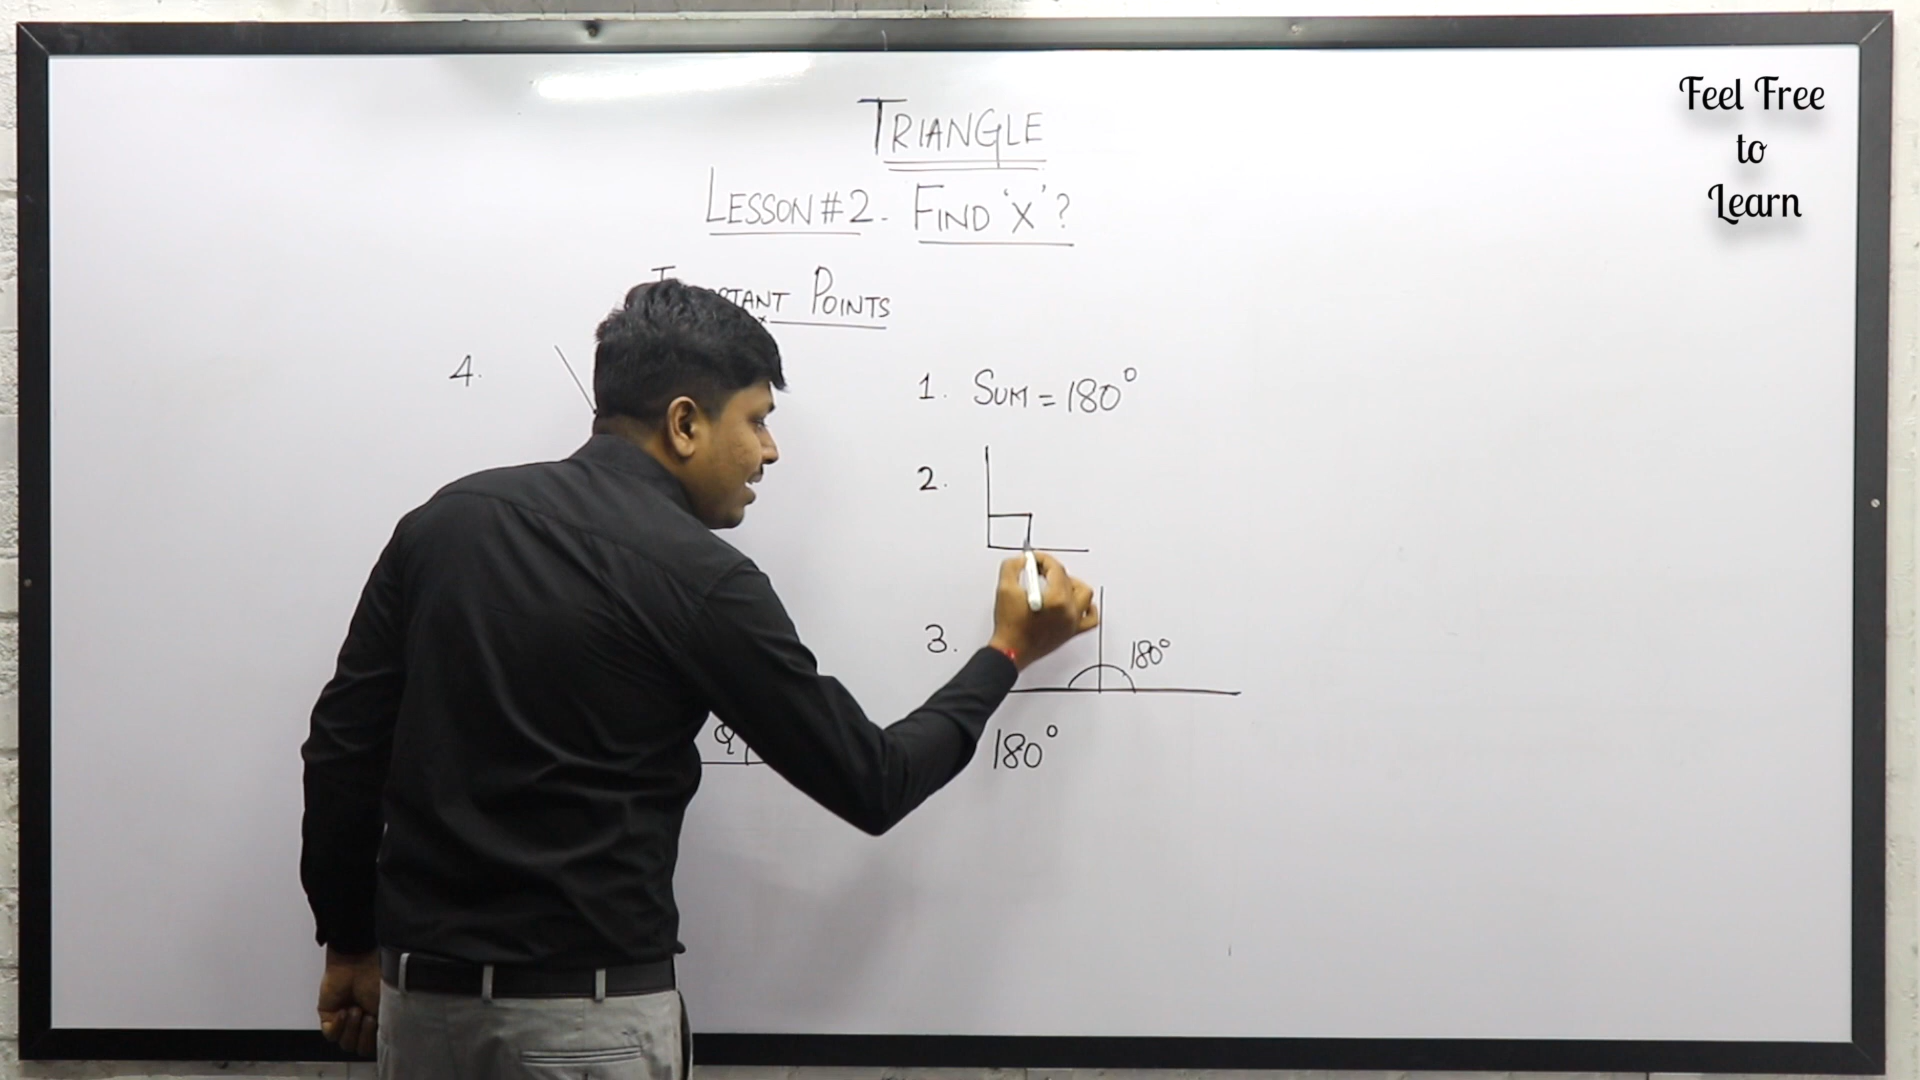 Feel Free
to
Learn
TRIANGLE
LESSON#2. FIND 'X'?
POINTS
4.
1. SUM = 180°
2.
3.
180°
180°